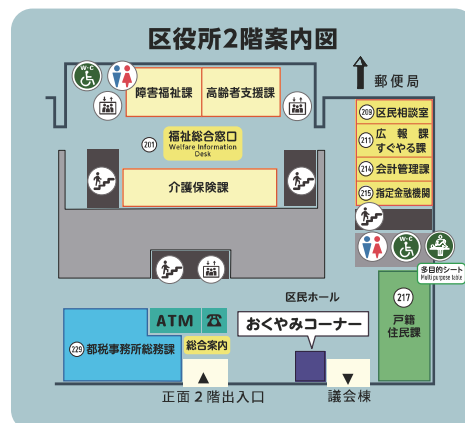 区役所2階案内図
W・C
障害福祉課
高齢者支援課
郵便局
201
福祉総合窓口
Welfare Information
Desk
介護保険課
209 区民相談室
211 広報課
すぐやる課
214 会計管理課
215 指定金融機関
W・C
多目的シート
Multi purpose table
217
戸籍
住民課
区民ホール
おくやみコーナー
ATM
229 都税事務所総務課
総合案内
正面2階出入口
議会棟